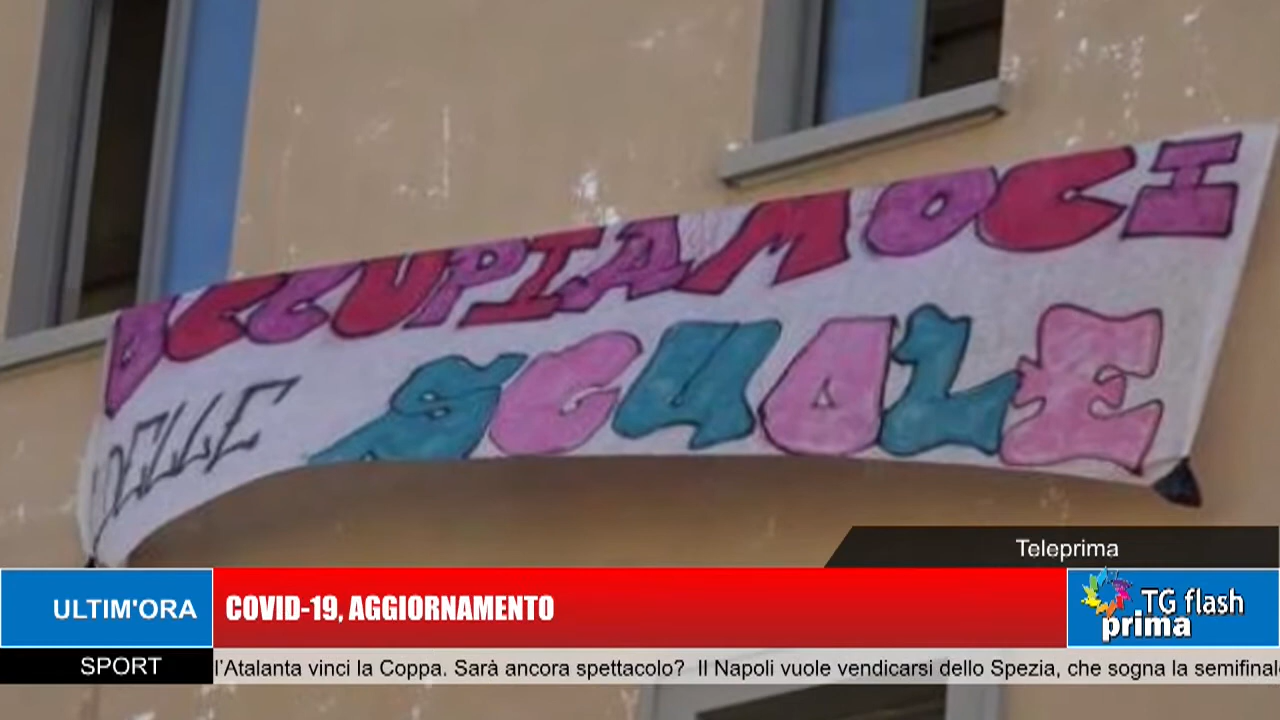 OCCUPIAMOCI
DELLE SCUOLE
Teleprima
ULTIM'ORA
COVID-19, AGGIORNAMENTO
TG flash
prima
SPORT
l'Atalanta vinci la Coppa. Sarà ancora spettacolo? Il Napoli vuole vendicarsi dello Spezia, che sogna la semifinale